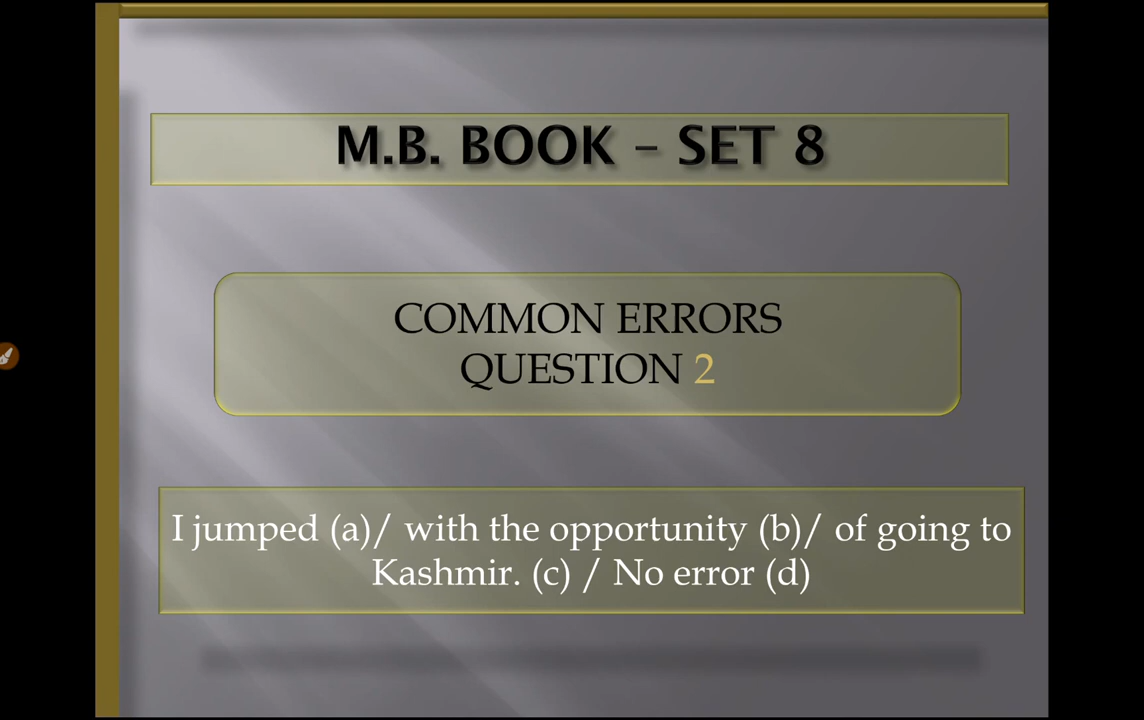 M.B. BOOK – SET 8
COMMON ERRORS
QUESTION 2
I jumped (a)/ with the opportunity (b)/ of going to
Kashmir. (c) / No error (d)